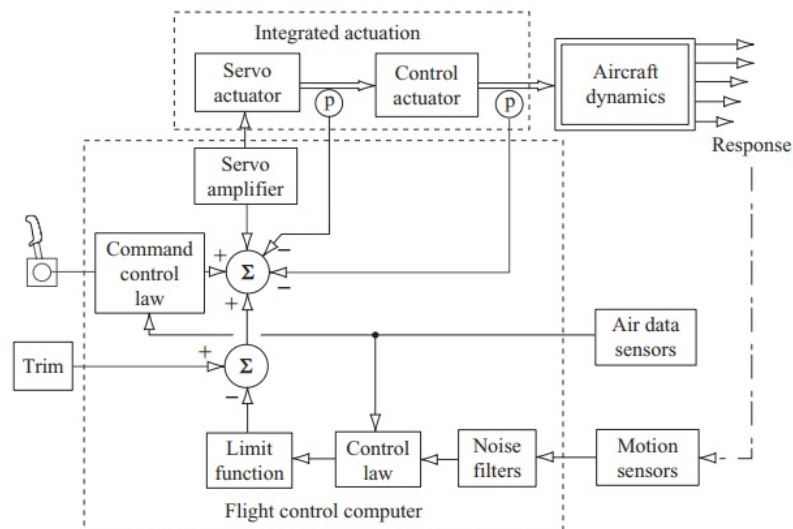 Integrated actuation
Servo
actuator
p
Control
actuator
p
Aircraft
dynamics
Response
Servo
amplifier
Command
control
law
+
Σ
−
−
+
Air data
sensors
Trim
+
Σ
−
Limit
function
Control
law
Noise
filters
Motion
sensors
Flight control computer